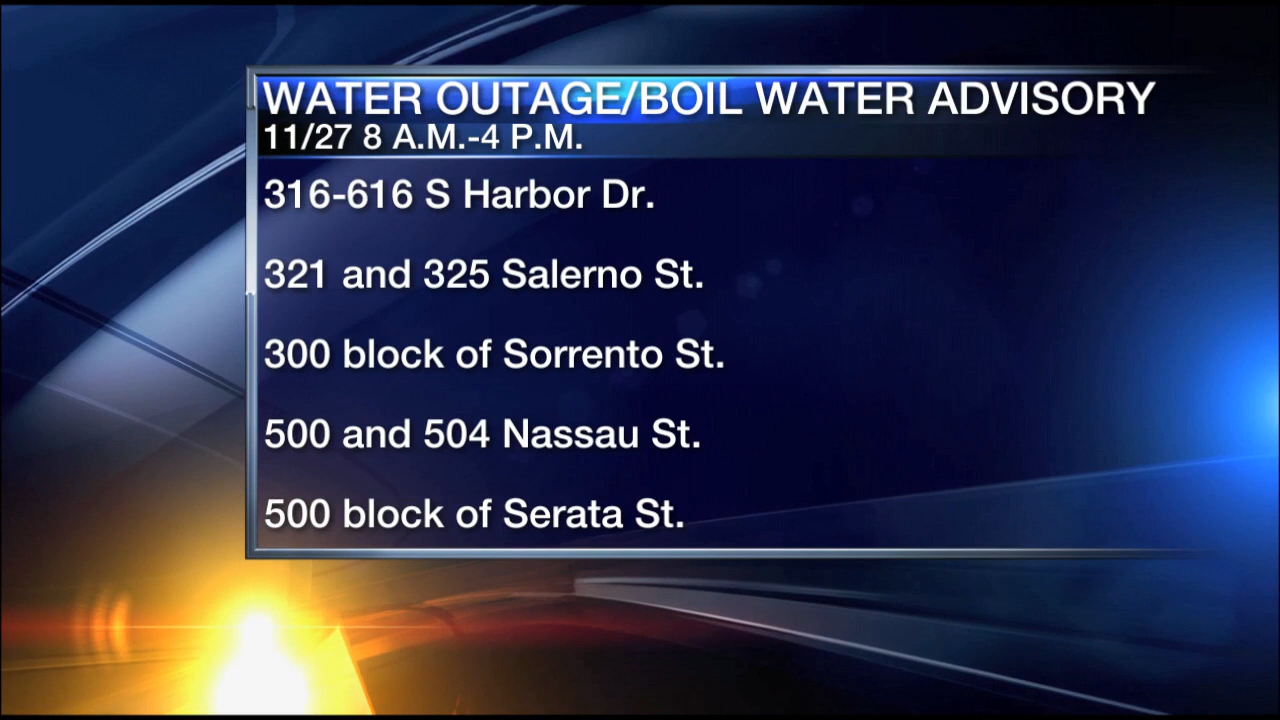 WATER OUTAGE/BOIL WATER ADVISORY
11/27 8 A.M.-4 P.M.
316-616 S Harbor Dr.
321 and 325 Salerno St.
300 block of Sorrento St.
500 and 504 Nassau St.
500 block of Serata St.